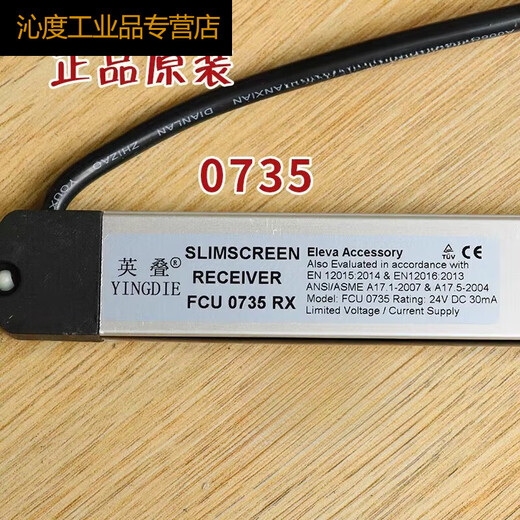 沁度工业品专营店
正品原装
DIANLAN
DIANXIAN
ZHIZAO
0735
英叠®
YINGDIE
SLIMSCREEN
RECEIVER
FCU 0735 RX
Eleva Accessory
Also Evaluated in accordance with
EN 12015:2014 & EN12016:2013
ANSI/ASME A17.1-2007 & A17.5-2004
Model: FCU 0735 Rating: 24V DC 30mA
Limited Voltage / Current Supply
TÜV
CE